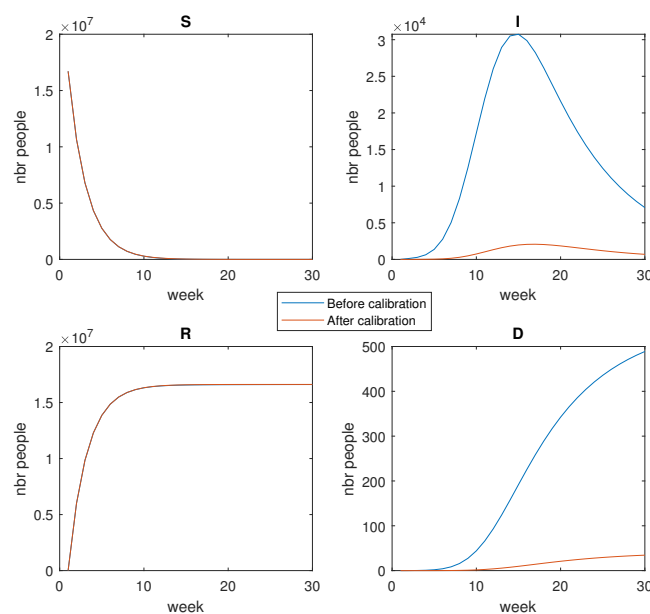 S
×10^7
2
1.5
1
0.5
0
nbr people
0 10 20 30
week
I
×10^4
3
2.5
2
1.5
1
0.5
0
nbr people
0 10 20 30
week
Before calibration
After calibration
R
×10^7
2
1.5
1
0.5
0
nbr people
0 10 20 30
week
D
500
400
300
200
100
0
nbr people
0 10 20 30
week